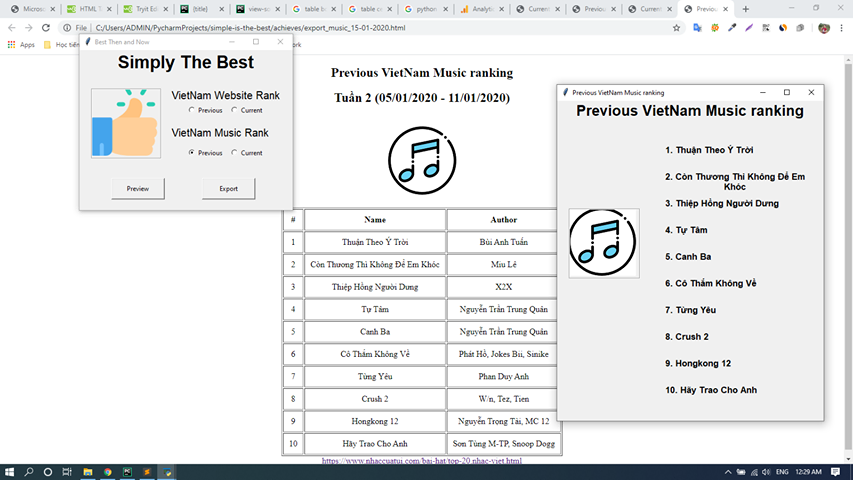 Microso
HTML T
Tryit Ed
(title)
view-so
table bo
table co
python
Analyti
Current
Previou
Current
Previou
File
C:/Users/ADMIN/PycharmProjects/simple-is-the-best/achieves/export_music_15-01-2020.html
Apps
Học tiến
Best Then and Now
Simply The Best
VietNam Website Rank
Previous Current
VietNam Music Rank
Previous Current
Preview Export
Previous VietNam Music ranking
Tuần 2 (05/01/2020 - 11/01/2020)
# Name Author
1 Thuận Theo Ý Trời Bùi Anh Tuấn
2 Còn Thương Thì Không Để Em Khóc Miu Lê
3 Thiệp Hồng Người Dưng X2X
4 Tự Tâm Nguyễn Trần Trung Quân
5 Canh Ba Nguyễn Trần Trung Quân
6 Cô Thắm Không Về Phát Hồ, Jokes Bii, Sinike
7 Từng Yêu Phan Duy Anh
8 Crush 2 W/n, Tez, Tien
9 Hongkong 12 Nguyễn Trọng Tài, MC 12
10 Hãy Trao Cho Anh Sơn Tùng M-TP, Snoop Dogg
https://www.nhaccuatui.com/bai-hat/top-20.nhac-viet.html
Previous VietNam Music ranking
Previous VietNam Music ranking
1. Thuận Theo Ý Trời
2. Còn Thương Thì Không Để Em
Khóc
3. Thiệp Hồng Người Dưng
4. Tự Tâm
5. Canh Ba
6. Cô Thắm Không Về
7. Từng Yêu
8. Crush 2
9. Hongkong 12
10. Hãy Trao Cho Anh
ENG 12:29 AM